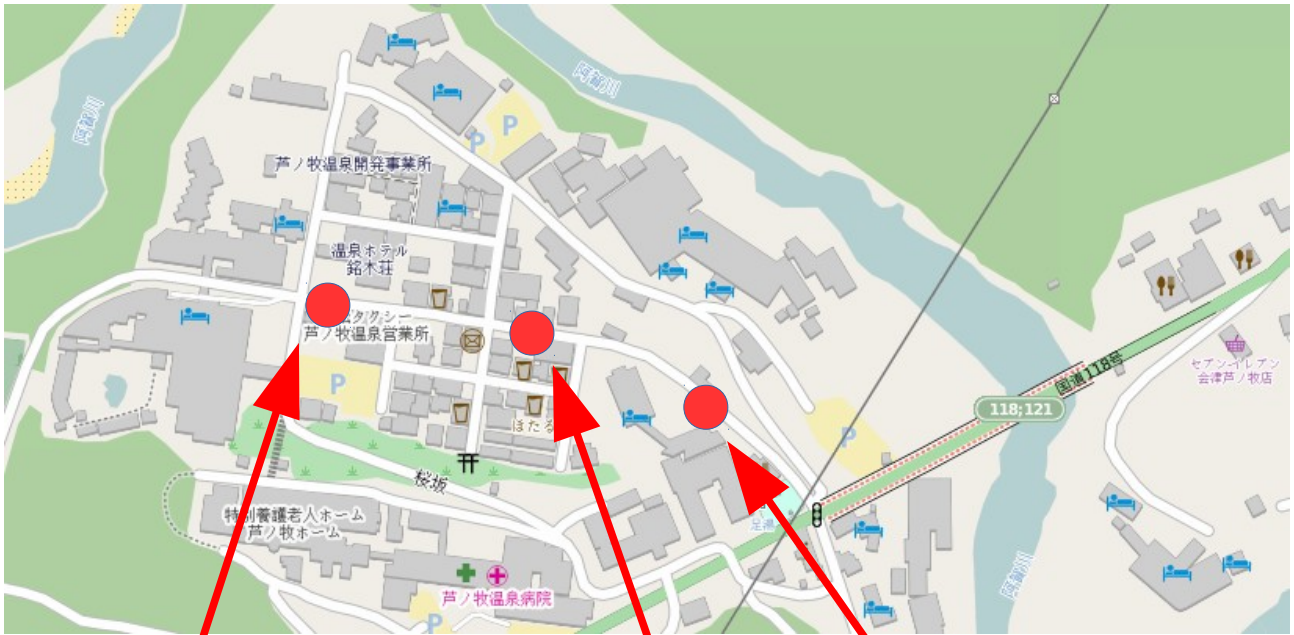 阿賀川
阿賀川
P
P
芦ノ牧温泉開発事業所
温泉ホテル
銘木荘
タクシー
芦ノ牧温泉営業所
P
国道118号
セブン-イレブン
会津芦ノ牧店
118;121
P
ほたる
桜坂
特別養護老人ホーム
芦ノ牧ホーム
足湯
阿賀川
芦ノ牧温泉病院
P